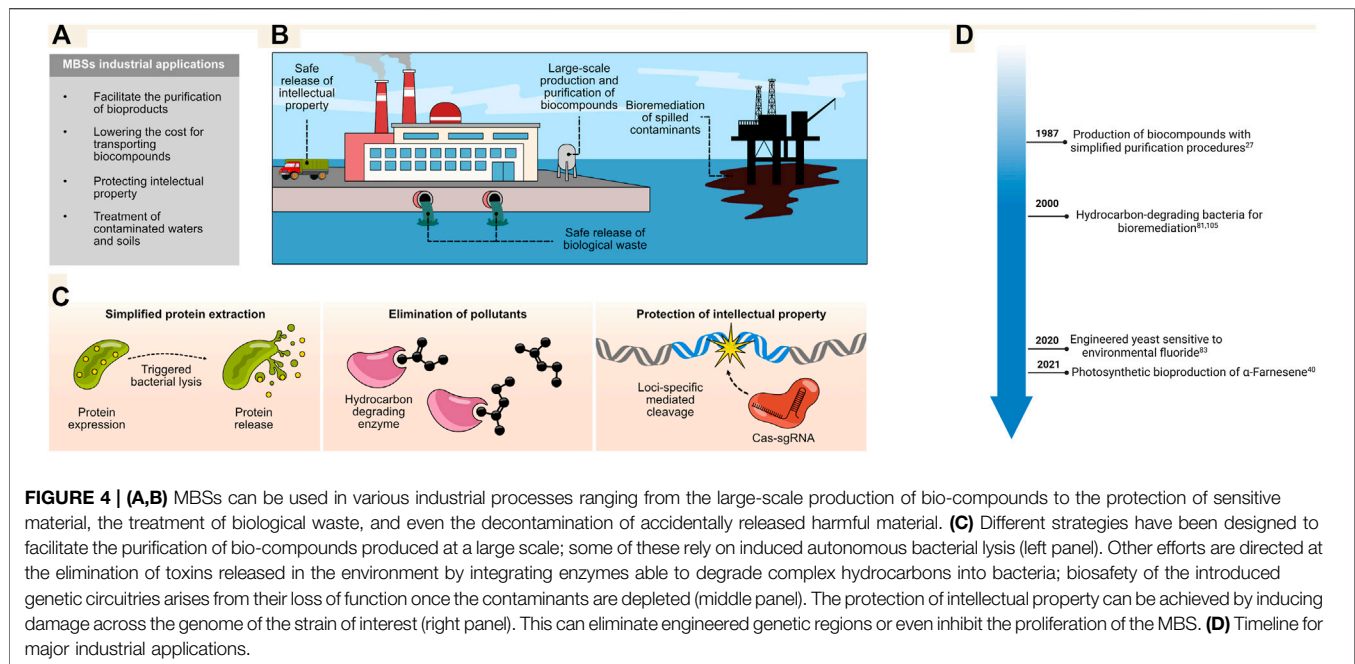 A
MBSs industrial applications
• Facilitate the purification
of bioproducts
• Lowering the cost for
transporting
biocompounds
• Protecting intelectual
property
• Treatment of
contaminated waters
and soils
B
Safe
release of
intellectual
property
Large-scale
production and
purification of
biocompounds
Bioremediation
of spilled
contaminants
Safe release of
biological waste
C
Simplified protein extraction
Triggered
bacterial lysis
Protein
expression
Protein
release
Elimination of pollutants
Hydrocarbon
degrading
enzyme
Protection of intellectual property
Loci-specific
mediated
cleavage
Cas-sgRNA
D
1987
Production of biocompounds with
simplified purification procedures27
2000
Hydrocarbon-degrading bacteria for
bioremediation81,105
2020
Engineered yeast sensitive to
environmental fluoride83
2021
Photosynthetic bioproduction of α-Farnesene40
FIGURE 4 | (A,B) MBSs can be used in various industrial processes ranging from the large-scale production of bio-compounds to the protection of sensitive
material, the treatment of biological waste, and even the decontamination of accidentally released harmful material. (C) Different strategies have been designed to
facilitate the purification of bio-compounds produced at a large scale; some of these rely on induced autonomous bacterial lysis (left panel). Other efforts are directed at
the elimination of toxins released in the environment by integrating enzymes able to degrade complex hydrocarbons into bacteria; biosafety of the introduced
genetic circuitries arises from their loss of function once the contaminants are depleted (middle panel). The protection of intellectual property can be achieved by inducing
damage across the genome of the strain of interest (right panel). This can eliminate engineered genetic regions or even inhibit the proliferation of the MBS. (D) Timeline for
major industrial applications.